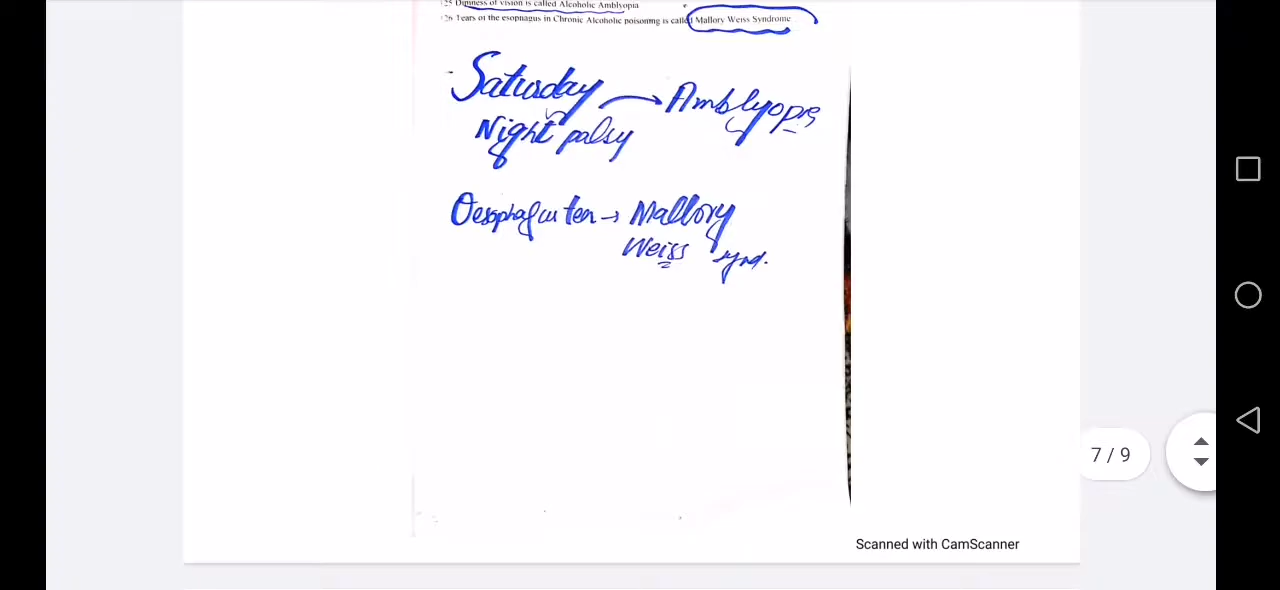 25 Dimness of vision is called Alcoholic Amblyopia
26 Tears of the esophagus in Chronic Alcoholic poisoning is called Mallory Weiss Syndrome
- Saturday → Amblyopia
Night palsy
Oesophagus tear → Mallory
Weiss synd.
7 / 9
Scanned with CamScanner